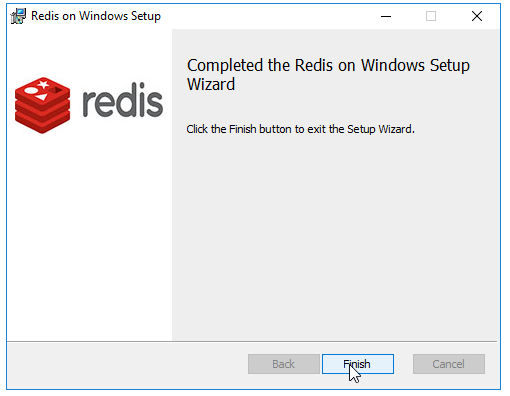 Redis on Windows Setup
redis
Completed the Redis on Windows Setup
Wizard
Click the Finish button to exit the Setup Wizard.
Back
Finish
Cancel